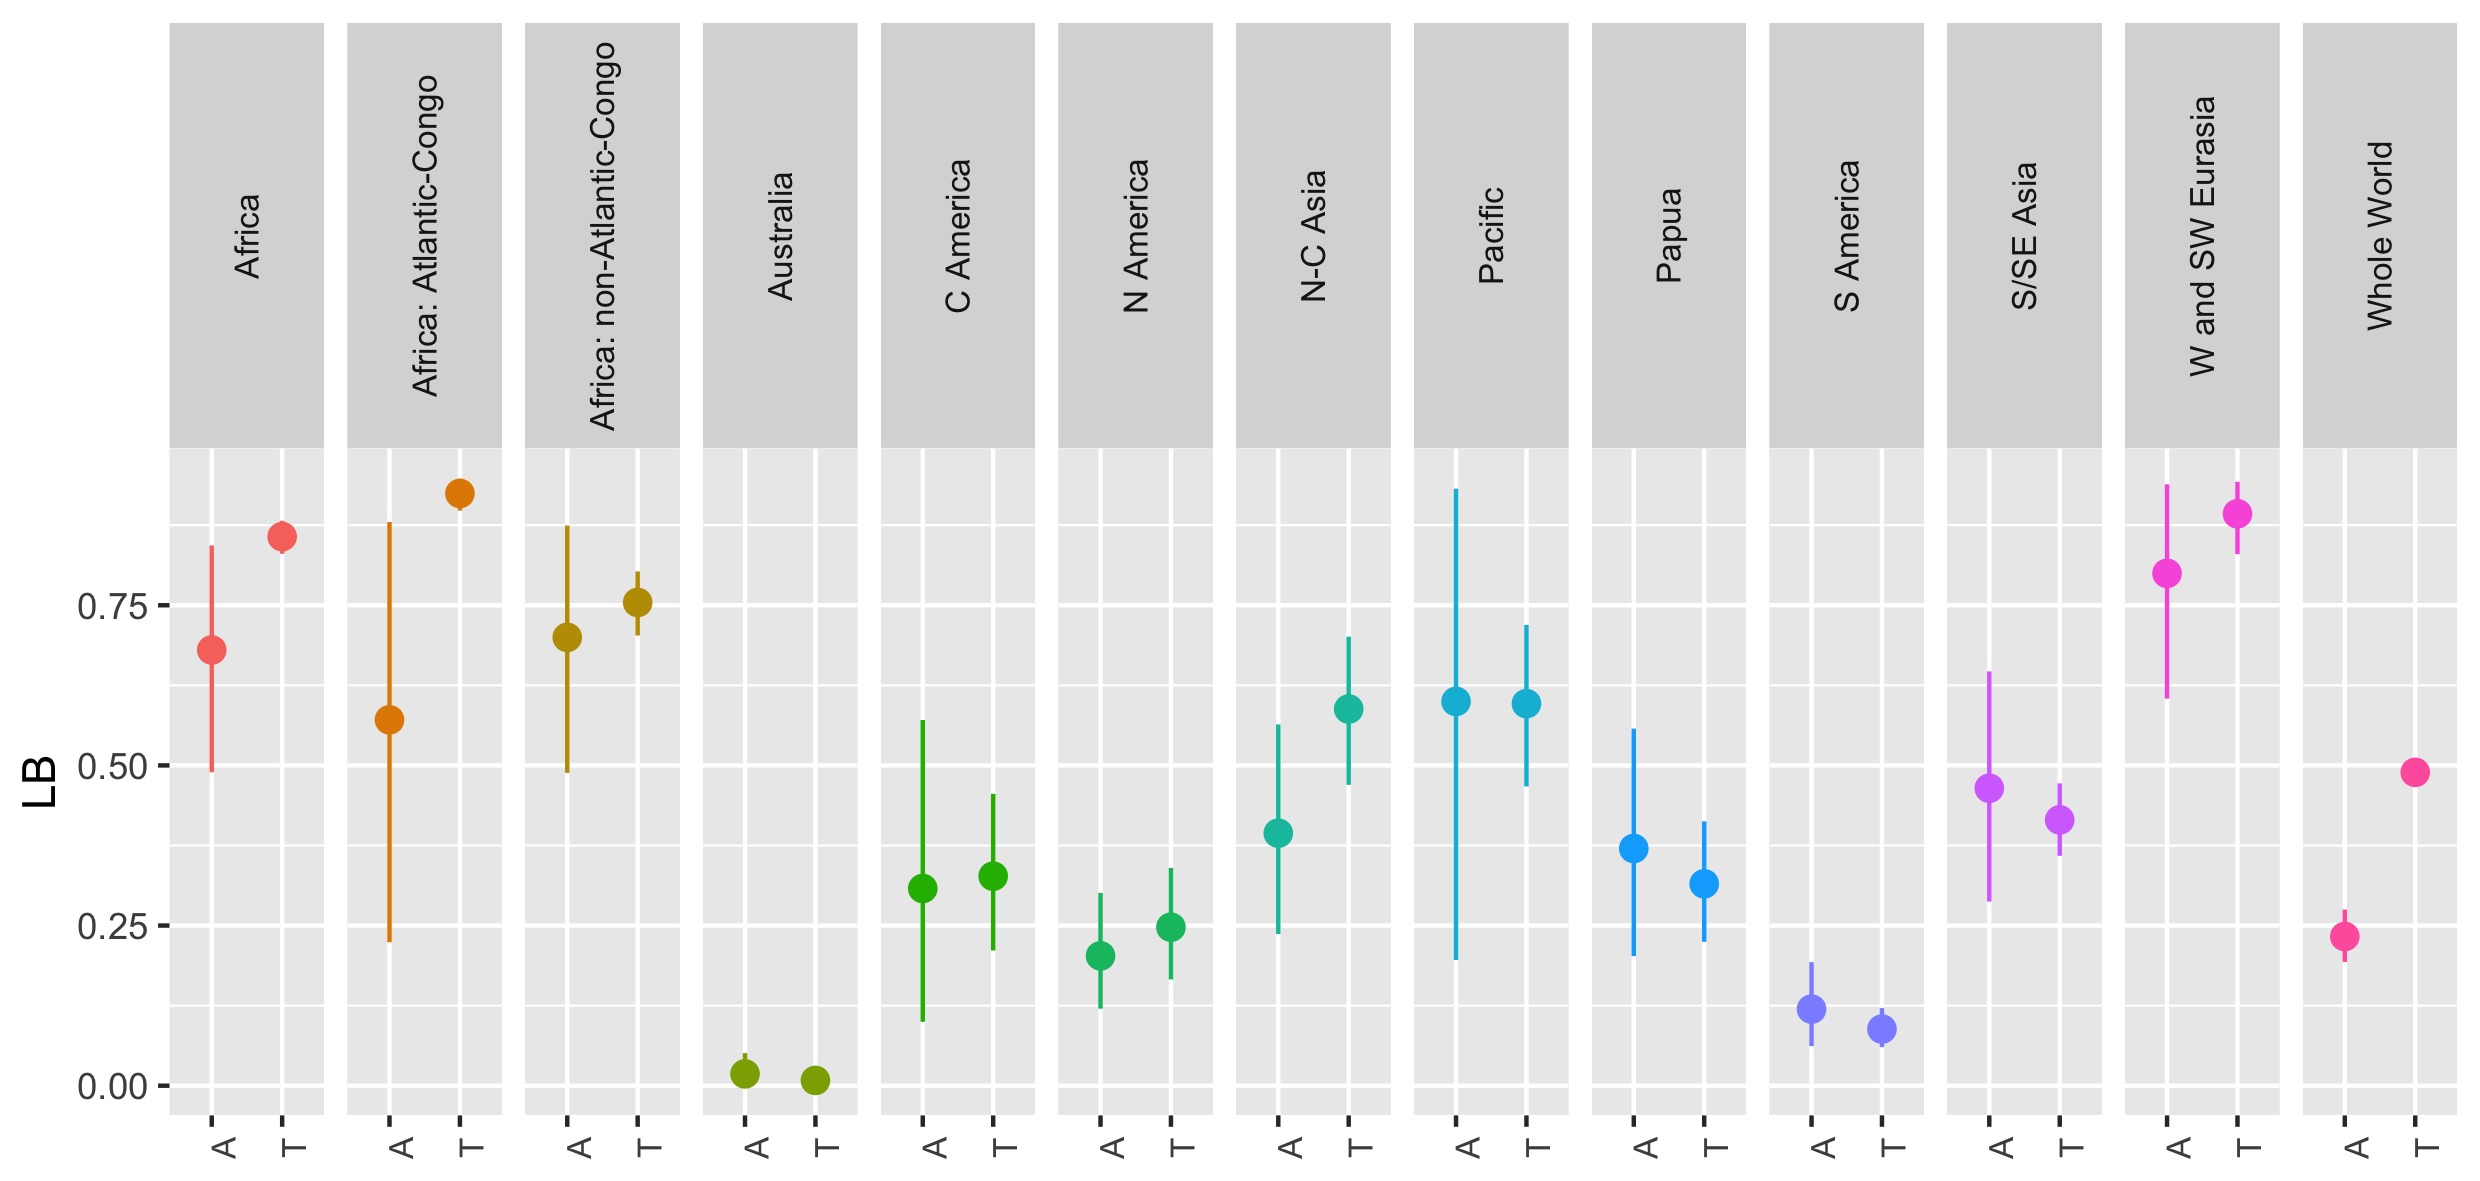 Africa
Africa: Atlantic-Congo
Africa: non-Atlantic-Congo
Australia
C America
N America
N-C Asia
Pacific
Papua
S America
S/SE Asia
W and SW Eurasia
Whole World
LB
0.75
0.50
0.25
0.00
A T A T A T A T A T A T A T A T A T A T A T A T A T